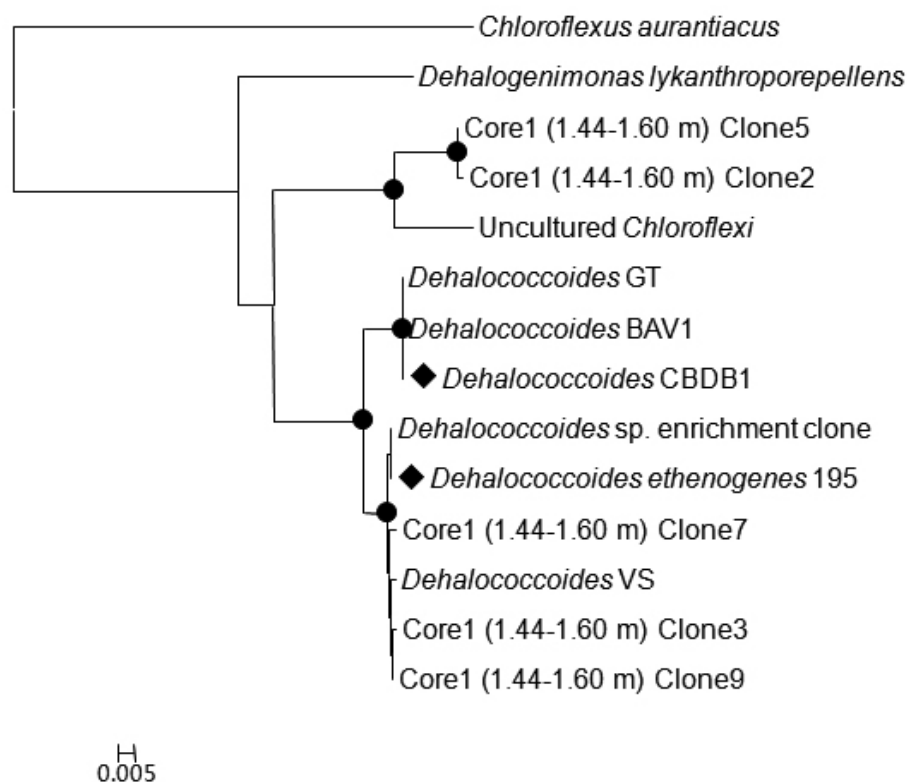 Chloroflexus aurantiacus
Dehalogenimonas lykanthroporepellens
Core1 (1.44-1.60 m) Clone5
Core1 (1.44-1.60 m) Clone2
Uncultured Chloroflexi
Dehalococcoides GT
Dehalococcoides BAV1
Dehalococcoides CBDB1
Dehalococcoides sp. enrichment clone
Dehalococcoides ethenogenes 195
Core1 (1.44-1.60 m) Clone7
Dehalococcoides VS
Core1 (1.44-1.60 m) Clone3
Core1 (1.44-1.60 m) Clone9
0.005